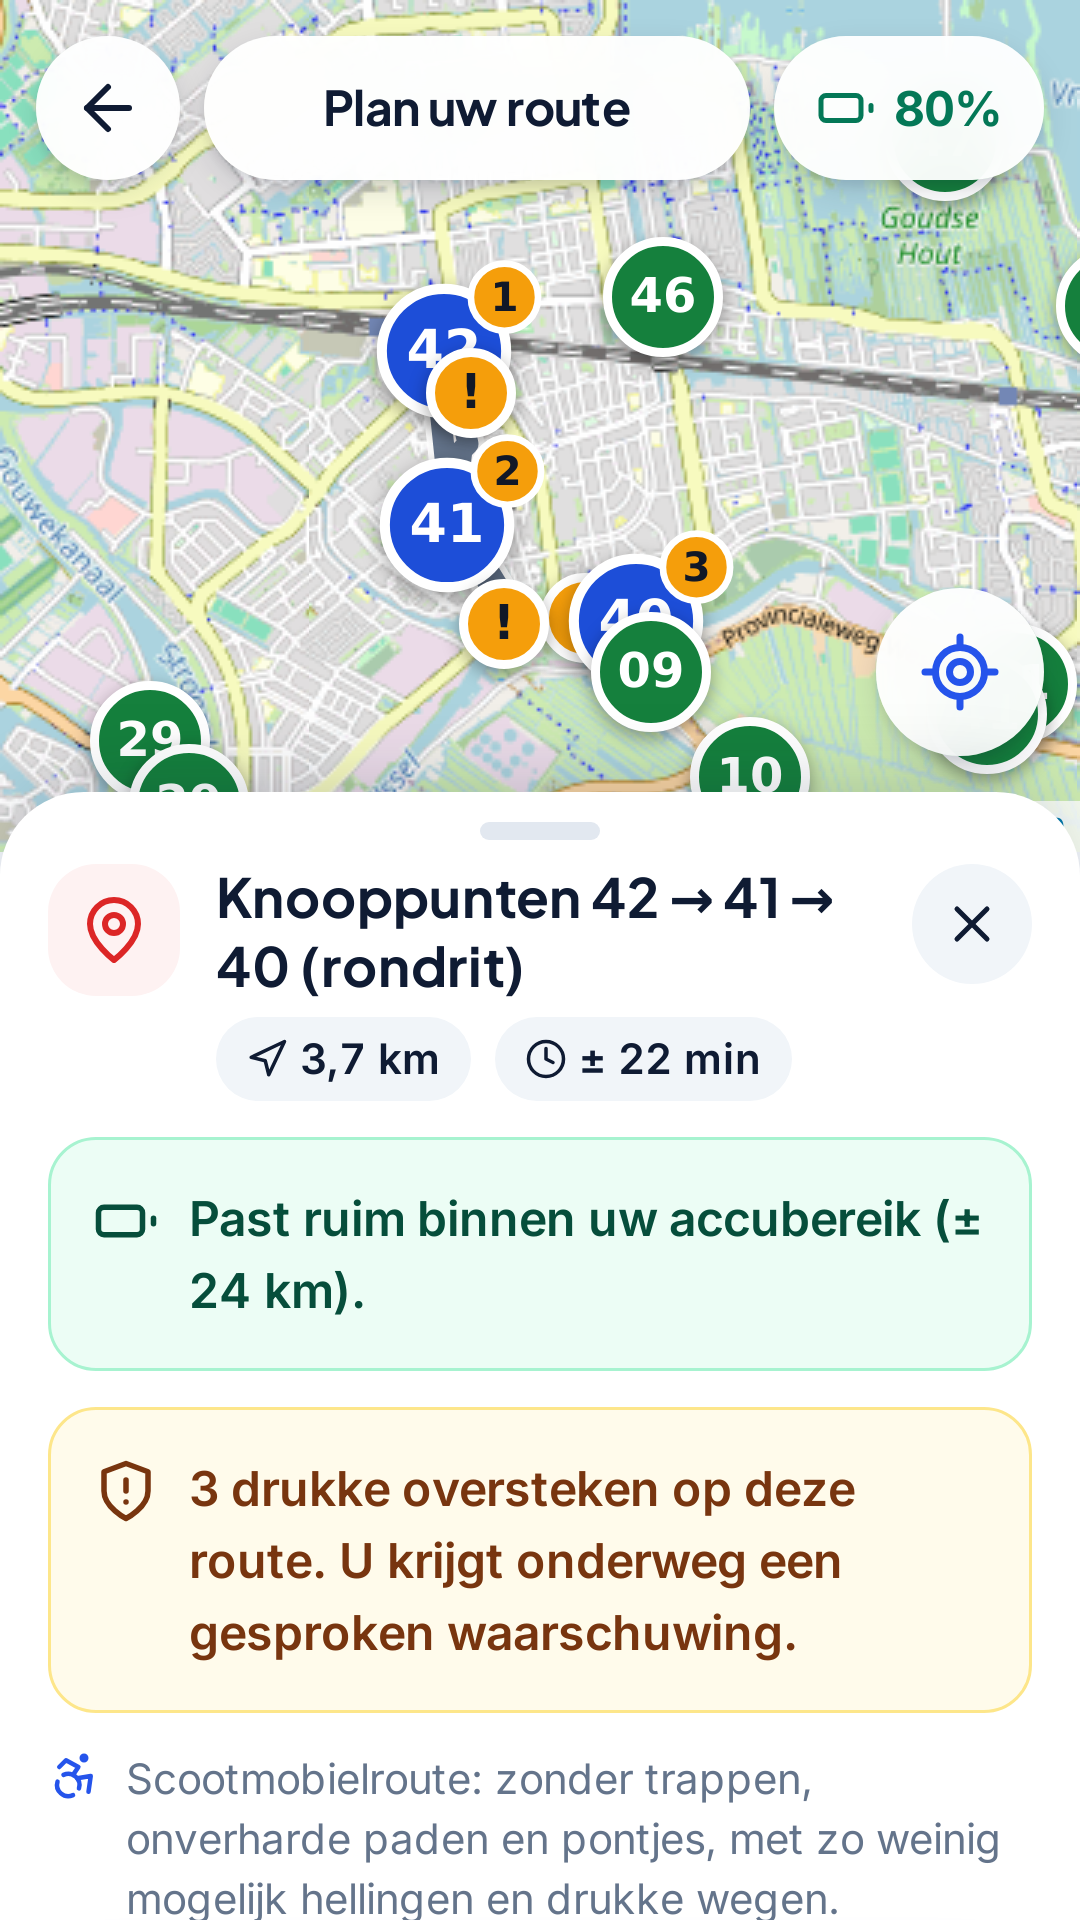 Plan uw route
80%
Goudse
Hout
46
1
42
!
2
41
3
40
!
09
Provincialeweg
Gouwekanaal
29
10
Knooppunten 42 → 41 →
40 (rondrit)
3,7 km
± 22 min
Past ruim binnen uw accubereik (±
24 km).
3 drukke oversteken op deze
route. U krijgt onderweg een
gesproken waarschuwing.
Scootmobielroute: zonder trappen,
onverharde paden en pontjes, met zo weinig
mogelijk hellingen en drukke wegen.